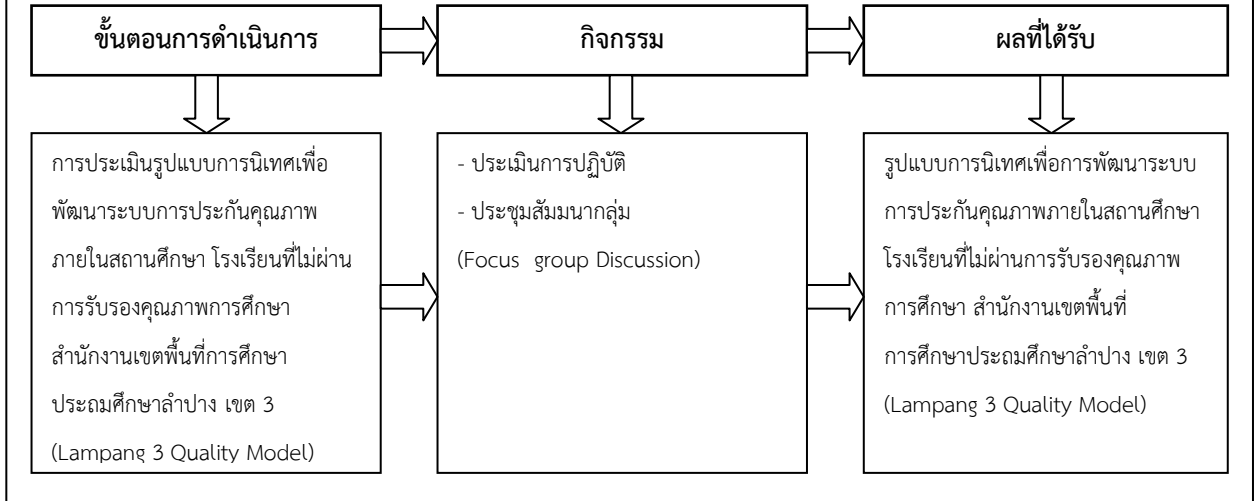 ขั้นตอนการดำเนินการ
กิจกรรม
ผลที่ได้รับ
การประเมินรูปแบบการนิเทศเพื่อ
พัฒนาระบบการประกันคุณภาพ
ภายในสถานศึกษา โรงเรียนที่ไม่ผ่าน
การรับรองคุณภาพการศึกษา
สำนักงานเขตพื้นที่การศึกษา
ประถมศึกษาลำปาง เขต 3
(Lampang 3 Quality Model)
- ประเมินการปฏิบัติ
- ประชุมสัมมนากลุ่ม
(Focus group Discussion)
รูปแบบการนิเทศเพื่อการพัฒนาระบบ
การประกันคุณภาพภายในสถานศึกษา
โรงเรียนที่ไม่ผ่านการรับรองคุณภาพ
การศึกษา สำนักงานเขตพื้นที่
การศึกษาประถมศึกษาลำปาง เขต 3
(Lampang 3 Quality Model)